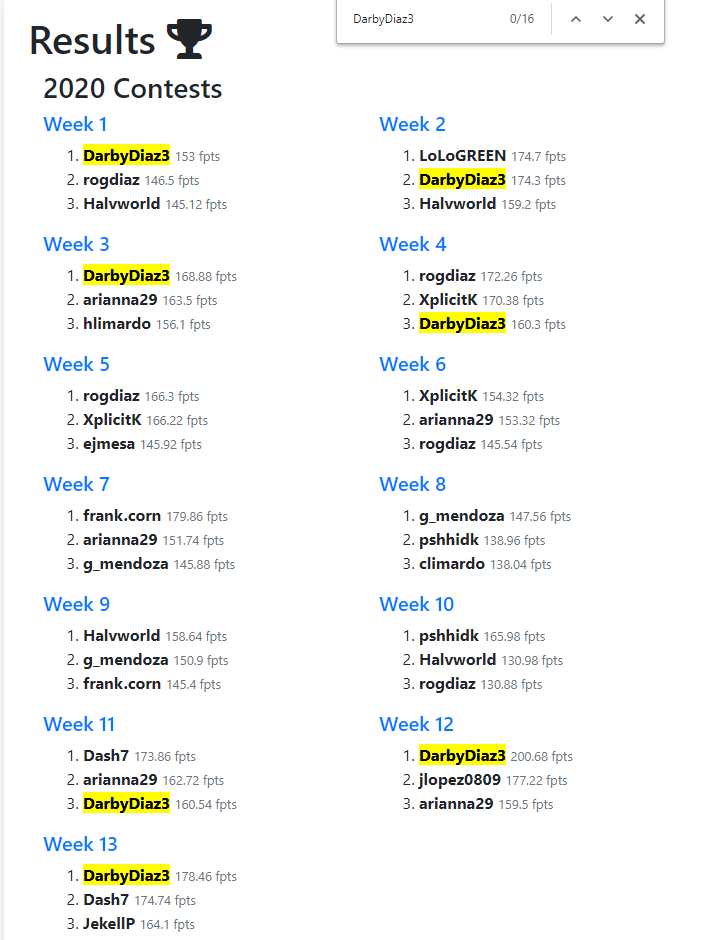 DarbyDiaz3 0/16
Results
2020 Contests
Week 1
1. DarbyDiaz3 153 fpts
2. rogdiaz 146.5 fpts
3. Halvworld 145.12 fpts
Week 2
1. LoLoGREEN 174.7 fpts
2. DarbyDiaz3 174.3 fpts
3. Halvworld 159.2 fpts
Week 3
1. DarbyDiaz3 168.88 fpts
2. arianna29 163.5 fpts
3. hlimardo 156.1 fpts
Week 4
1. rogdiaz 172.26 fpts
2. XplicitK 170.38 fpts
3. DarbyDiaz3 160.3 fpts
Week 5
1. rogdiaz 166.3 fpts
2. XplicitK 166.22 fpts
3. ejmesa 145.92 fpts
Week 6
1. XplicitK 154.32 fpts
2. arianna29 153.32 fpts
3. rogdiaz 145.54 fpts
Week 7
1. frank.corn 179.86 fpts
2. arianna29 151.74 fpts
3. g_mendoza 145.88 fpts
Week 8
1. g_mendoza 147.56 fpts
2. pshhidk 138.96 fpts
3. climardo 138.04 fpts
Week 9
1. Halvworld 158.64 fpts
2. g_mendoza 150.9 fpts
3. frank.corn 145.4 fpts
Week 10
1. pshhidk 165.98 fpts
2. Halvworld 130.98 fpts
3. rogdiaz 130.88 fpts
Week 11
1. Dash7 173.86 fpts
2. arianna29 162.72 fpts
3. DarbyDiaz3 160.54 fpts
Week 12
1. DarbyDiaz3 200.68 fpts
2. jlopez0809 177.22 fpts
3. arianna29 159.5 fpts
Week 13
1. DarbyDiaz3 178.46 fpts
2. Dash7 174.74 fpts
3. JekellP 164.1 fpts